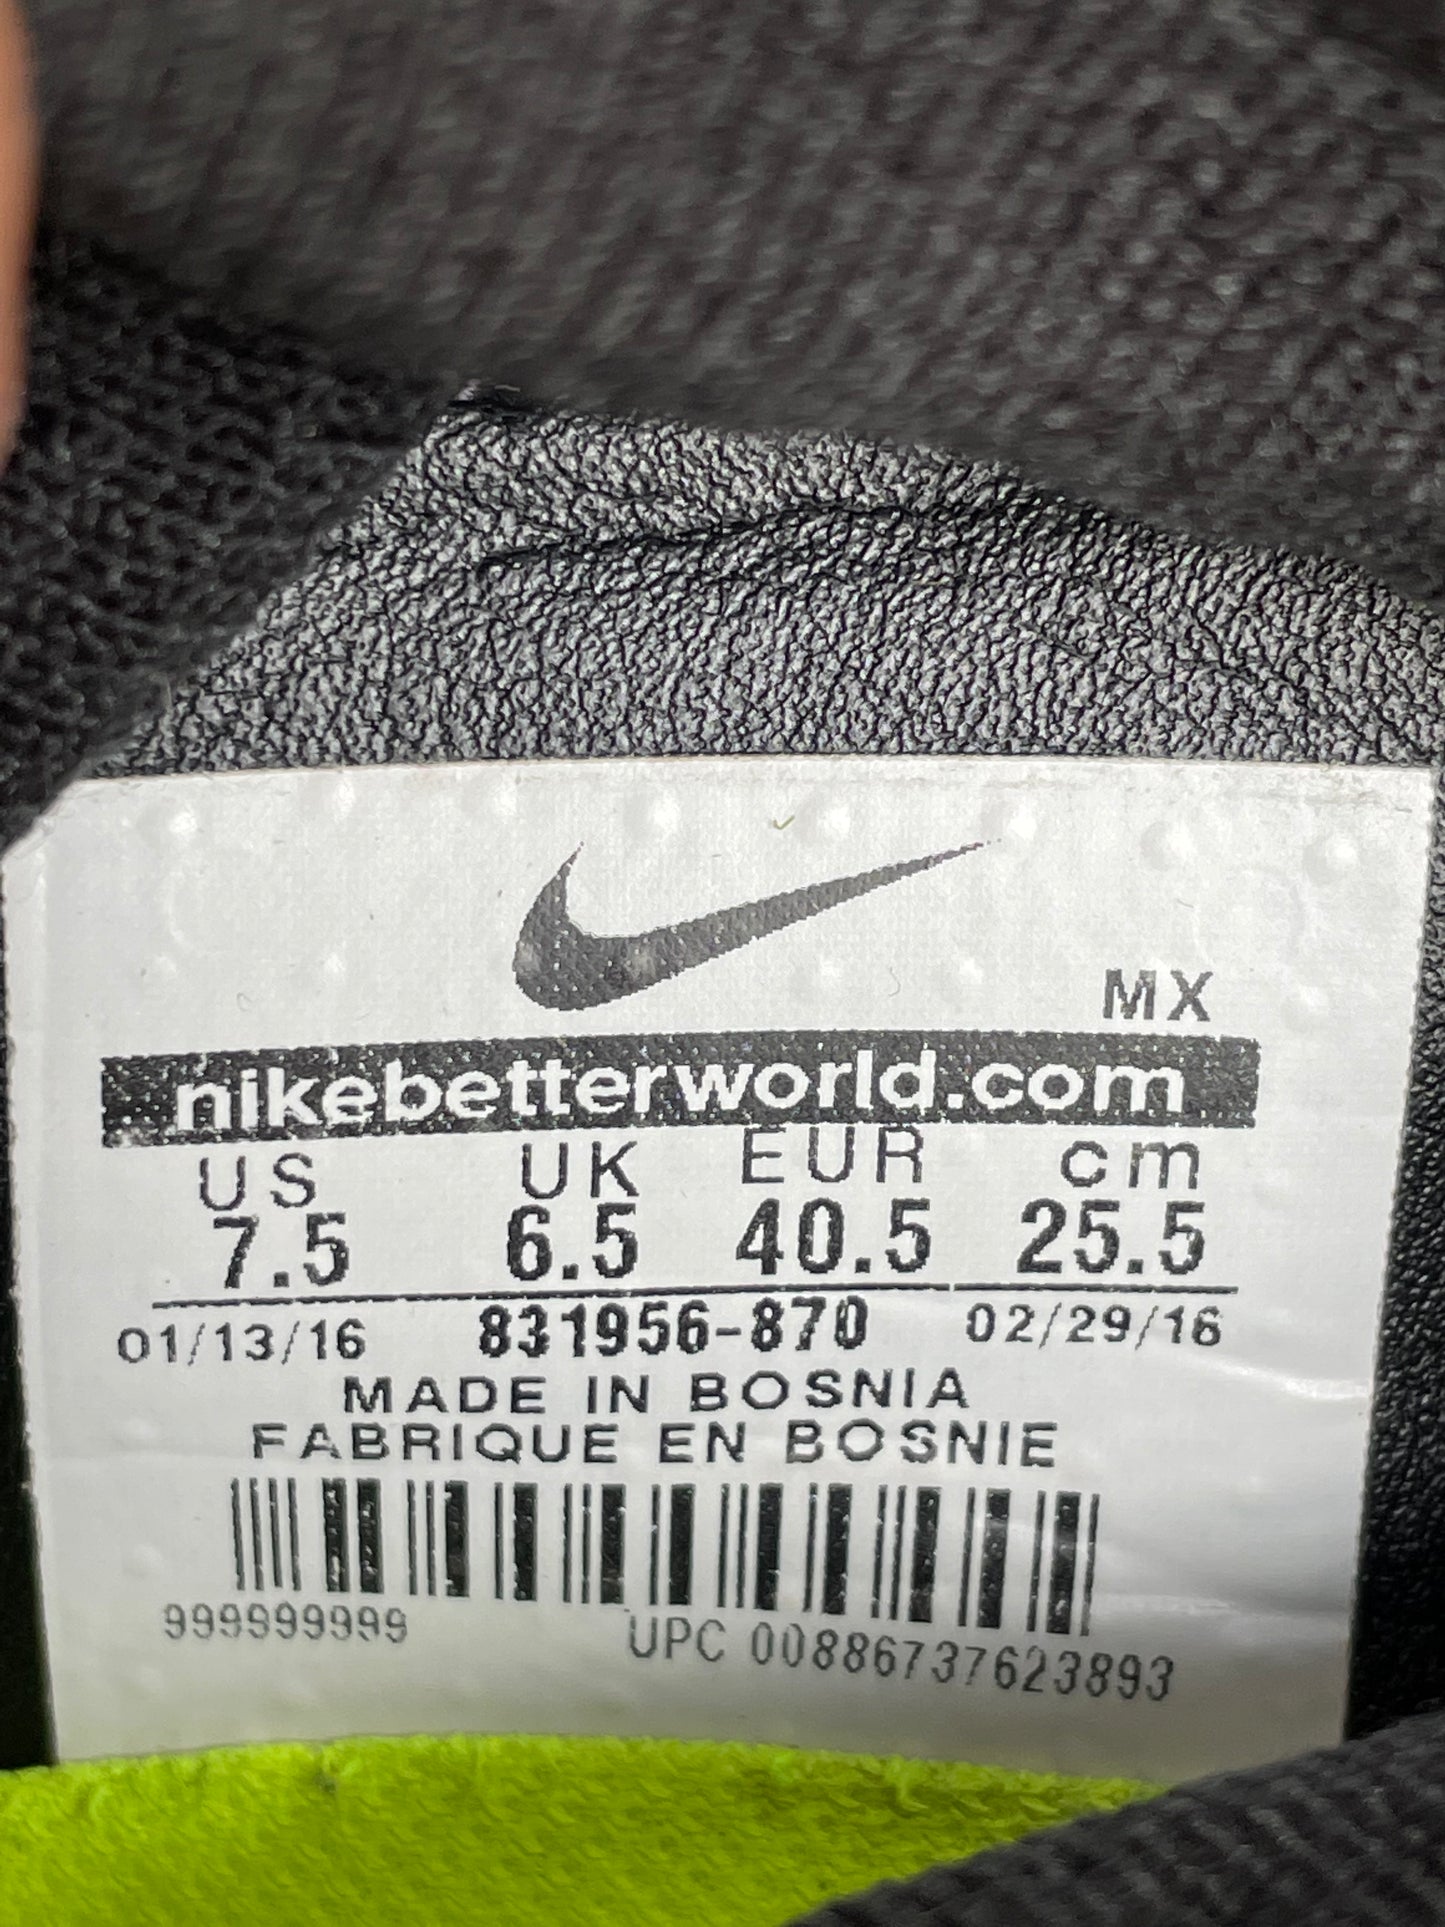 MX
nikebetterworld.com
US UK EUR cm
7.5 6.5 40.5 25.5
01/13/16 831956-870 02/29/16
MADE IN BOSNIA
FABRIQUE EN BOSNIE
999999999 UPC 00886737623893